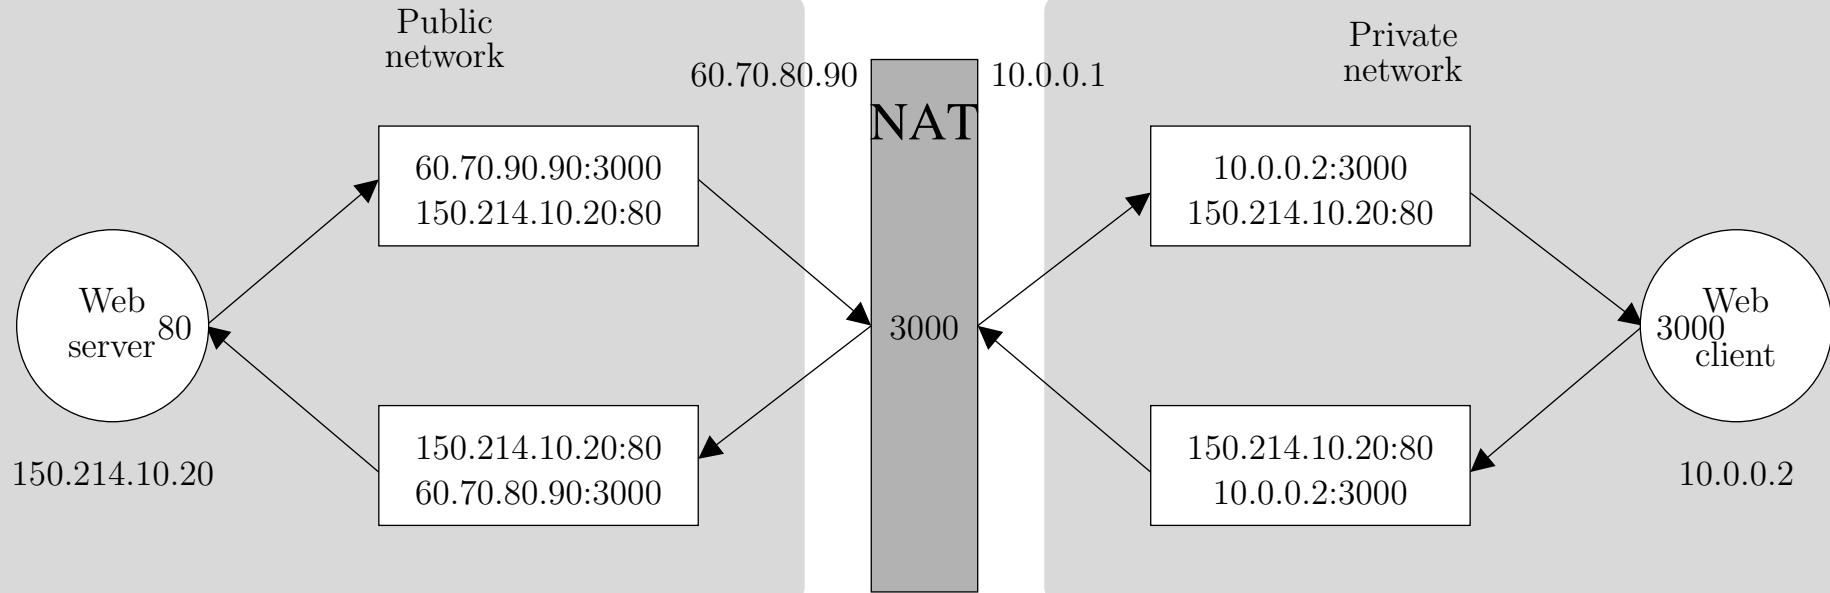 Public
network
Private
network
60.70.80.90
10.0.0.1
NAT
60.70.90.90:3000
150.214.10.20:80
10.0.0.2:3000
150.214.10.20:80
Web
server
80
3000
3000
Web
client
150.214.10.20:80
60.70.80.90:3000
150.214.10.20:80
10.0.0.2:3000
150.214.10.20
10.0.0.2